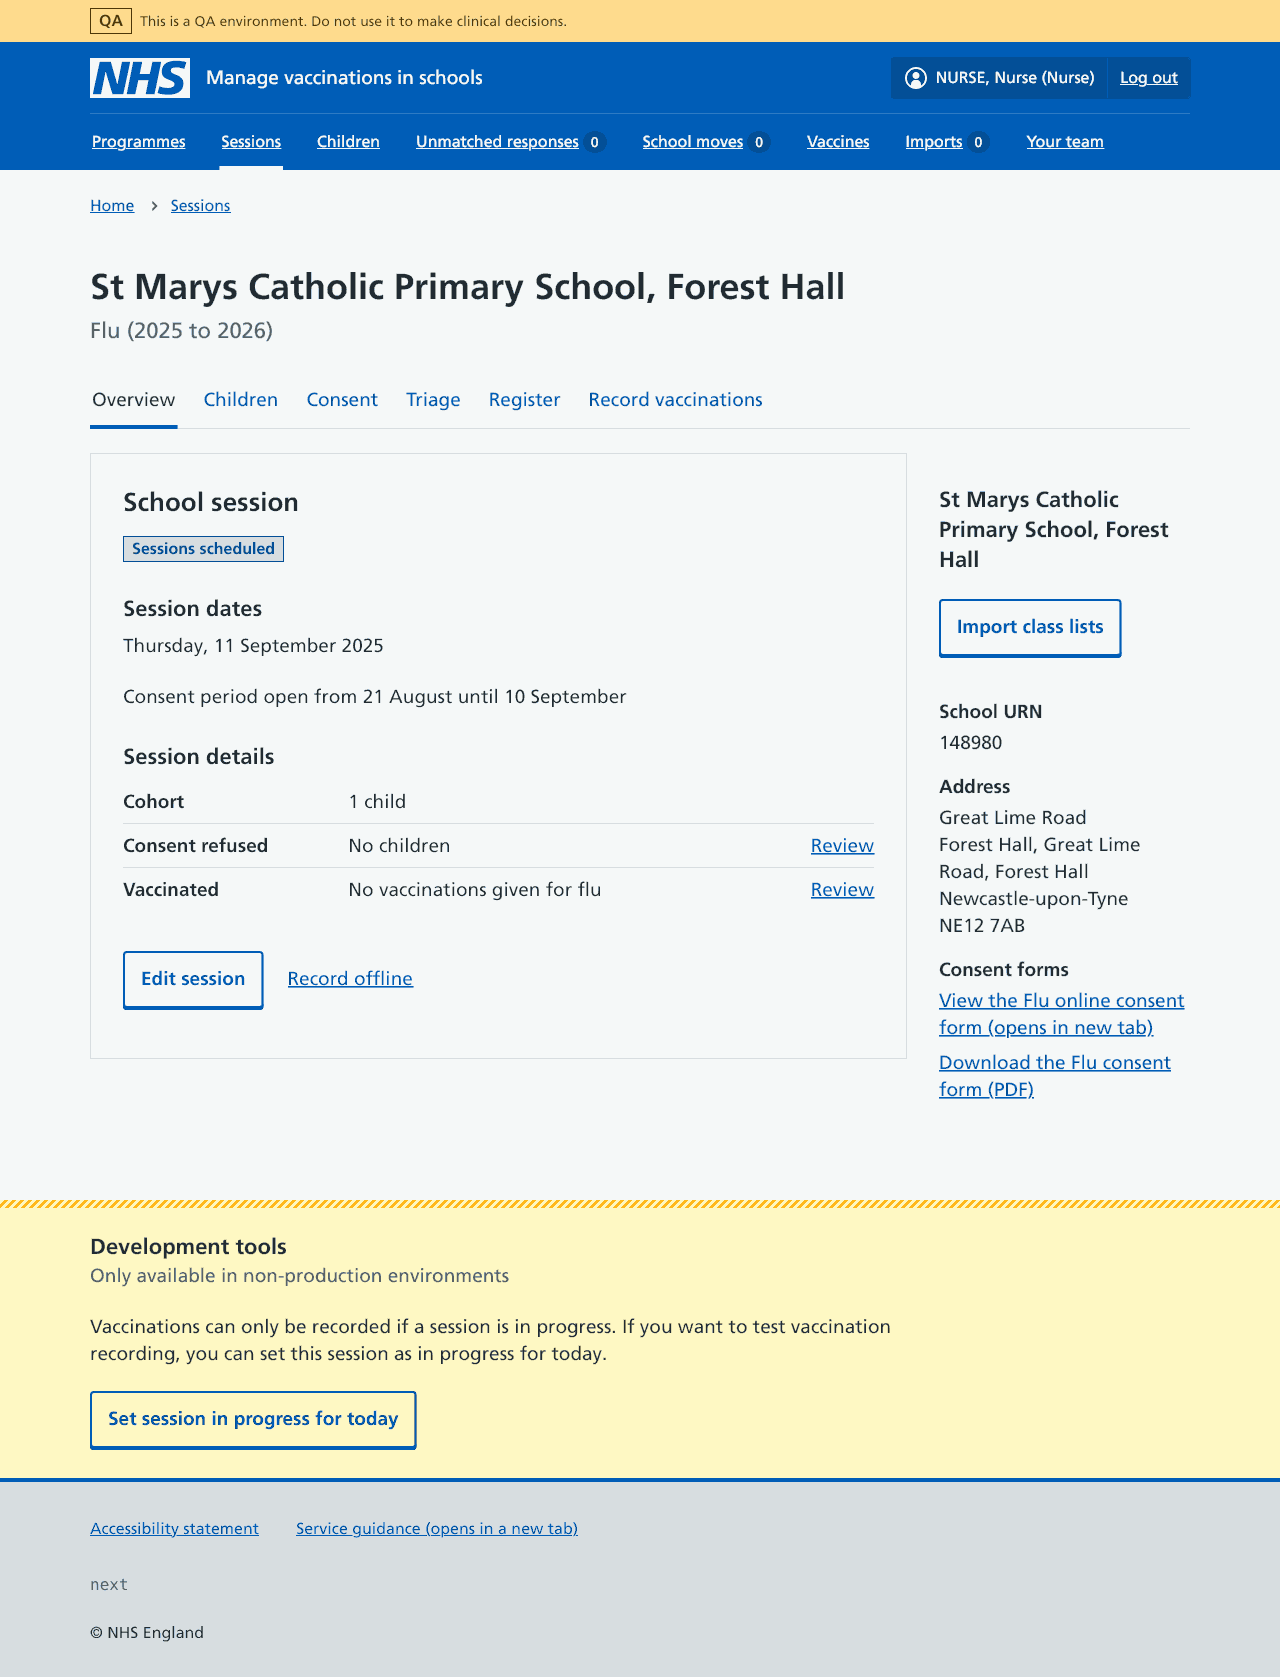 QA This is a QA environment. Do not use it to make clinical decisions.
NHS Manage vaccinations in schools NURSE, Nurse (Nurse) Log out
Programmes Sessions Children Unmatched responses 0 School moves 0 Vaccines Imports 0 Your team
Home Sessions
St Marys Catholic Primary School, Forest Hall
Flu (2025 to 2026)
Overview Children Consent Triage Register Record vaccinations
School session
Sessions scheduled
Session dates
Thursday, 11 September 2025
Consent period open from 21 August until 10 September
Session details
Cohort 1 child
Consent refused No children Review
Vaccinated No vaccinations given for flu Review
Edit session Record offline
St Marys Catholic
Primary School, Forest
Hall
Import class lists
School URN
148980
Address
Great Lime Road
Forest Hall, Great Lime
Road, Forest Hall
Newcastle-upon-Tyne
NE12 7AB
Consent forms
View the Flu online consent
form (opens in new tab)
Download the Flu consent
form (PDF)
Development tools
Only available in non-production environments
Vaccinations can only be recorded if a session is in progress. If you want to test vaccination
recording, you can set this session as in progress for today.
Set session in progress for today
Accessibility statement Service guidance (opens in a new tab)
next
© NHS England